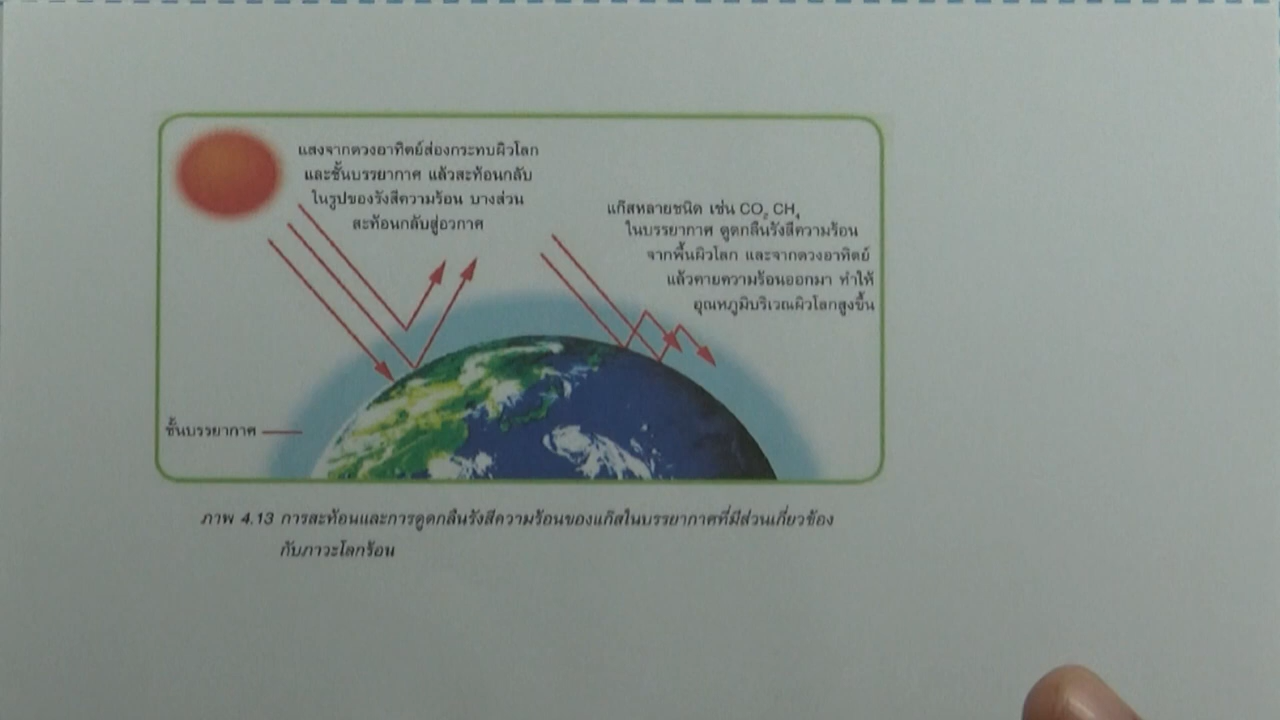 แสงจากดวงอาทิตย์ส่องกระทบผิวโลก
และชั้นบรรยากาศ แล้วสะท้อนกลับ
ในรูปของรังสีความร้อน บางส่วน
สะท้อนกลับสู่อวกาศ
แก๊สหลายชนิด เช่น CO₂ CH₄
ในบรรยากาศ ดูดกลืนรังสีความร้อน
จากพื้นผิวโลก และจากดวงอาทิตย์
แล้วคายความร้อนออกมา ทำให้
อุณหภูมิบริเวณผิวโลกสูงขึ้น
ชั้นบรรยากาศ
ภาพ 4.13 การสะท้อนและการดูดกลืนรังสีความร้อนของแก๊สในบรรยากาศที่มีส่วนเกี่ยวข้อง
กับภาวะโลกร้อน